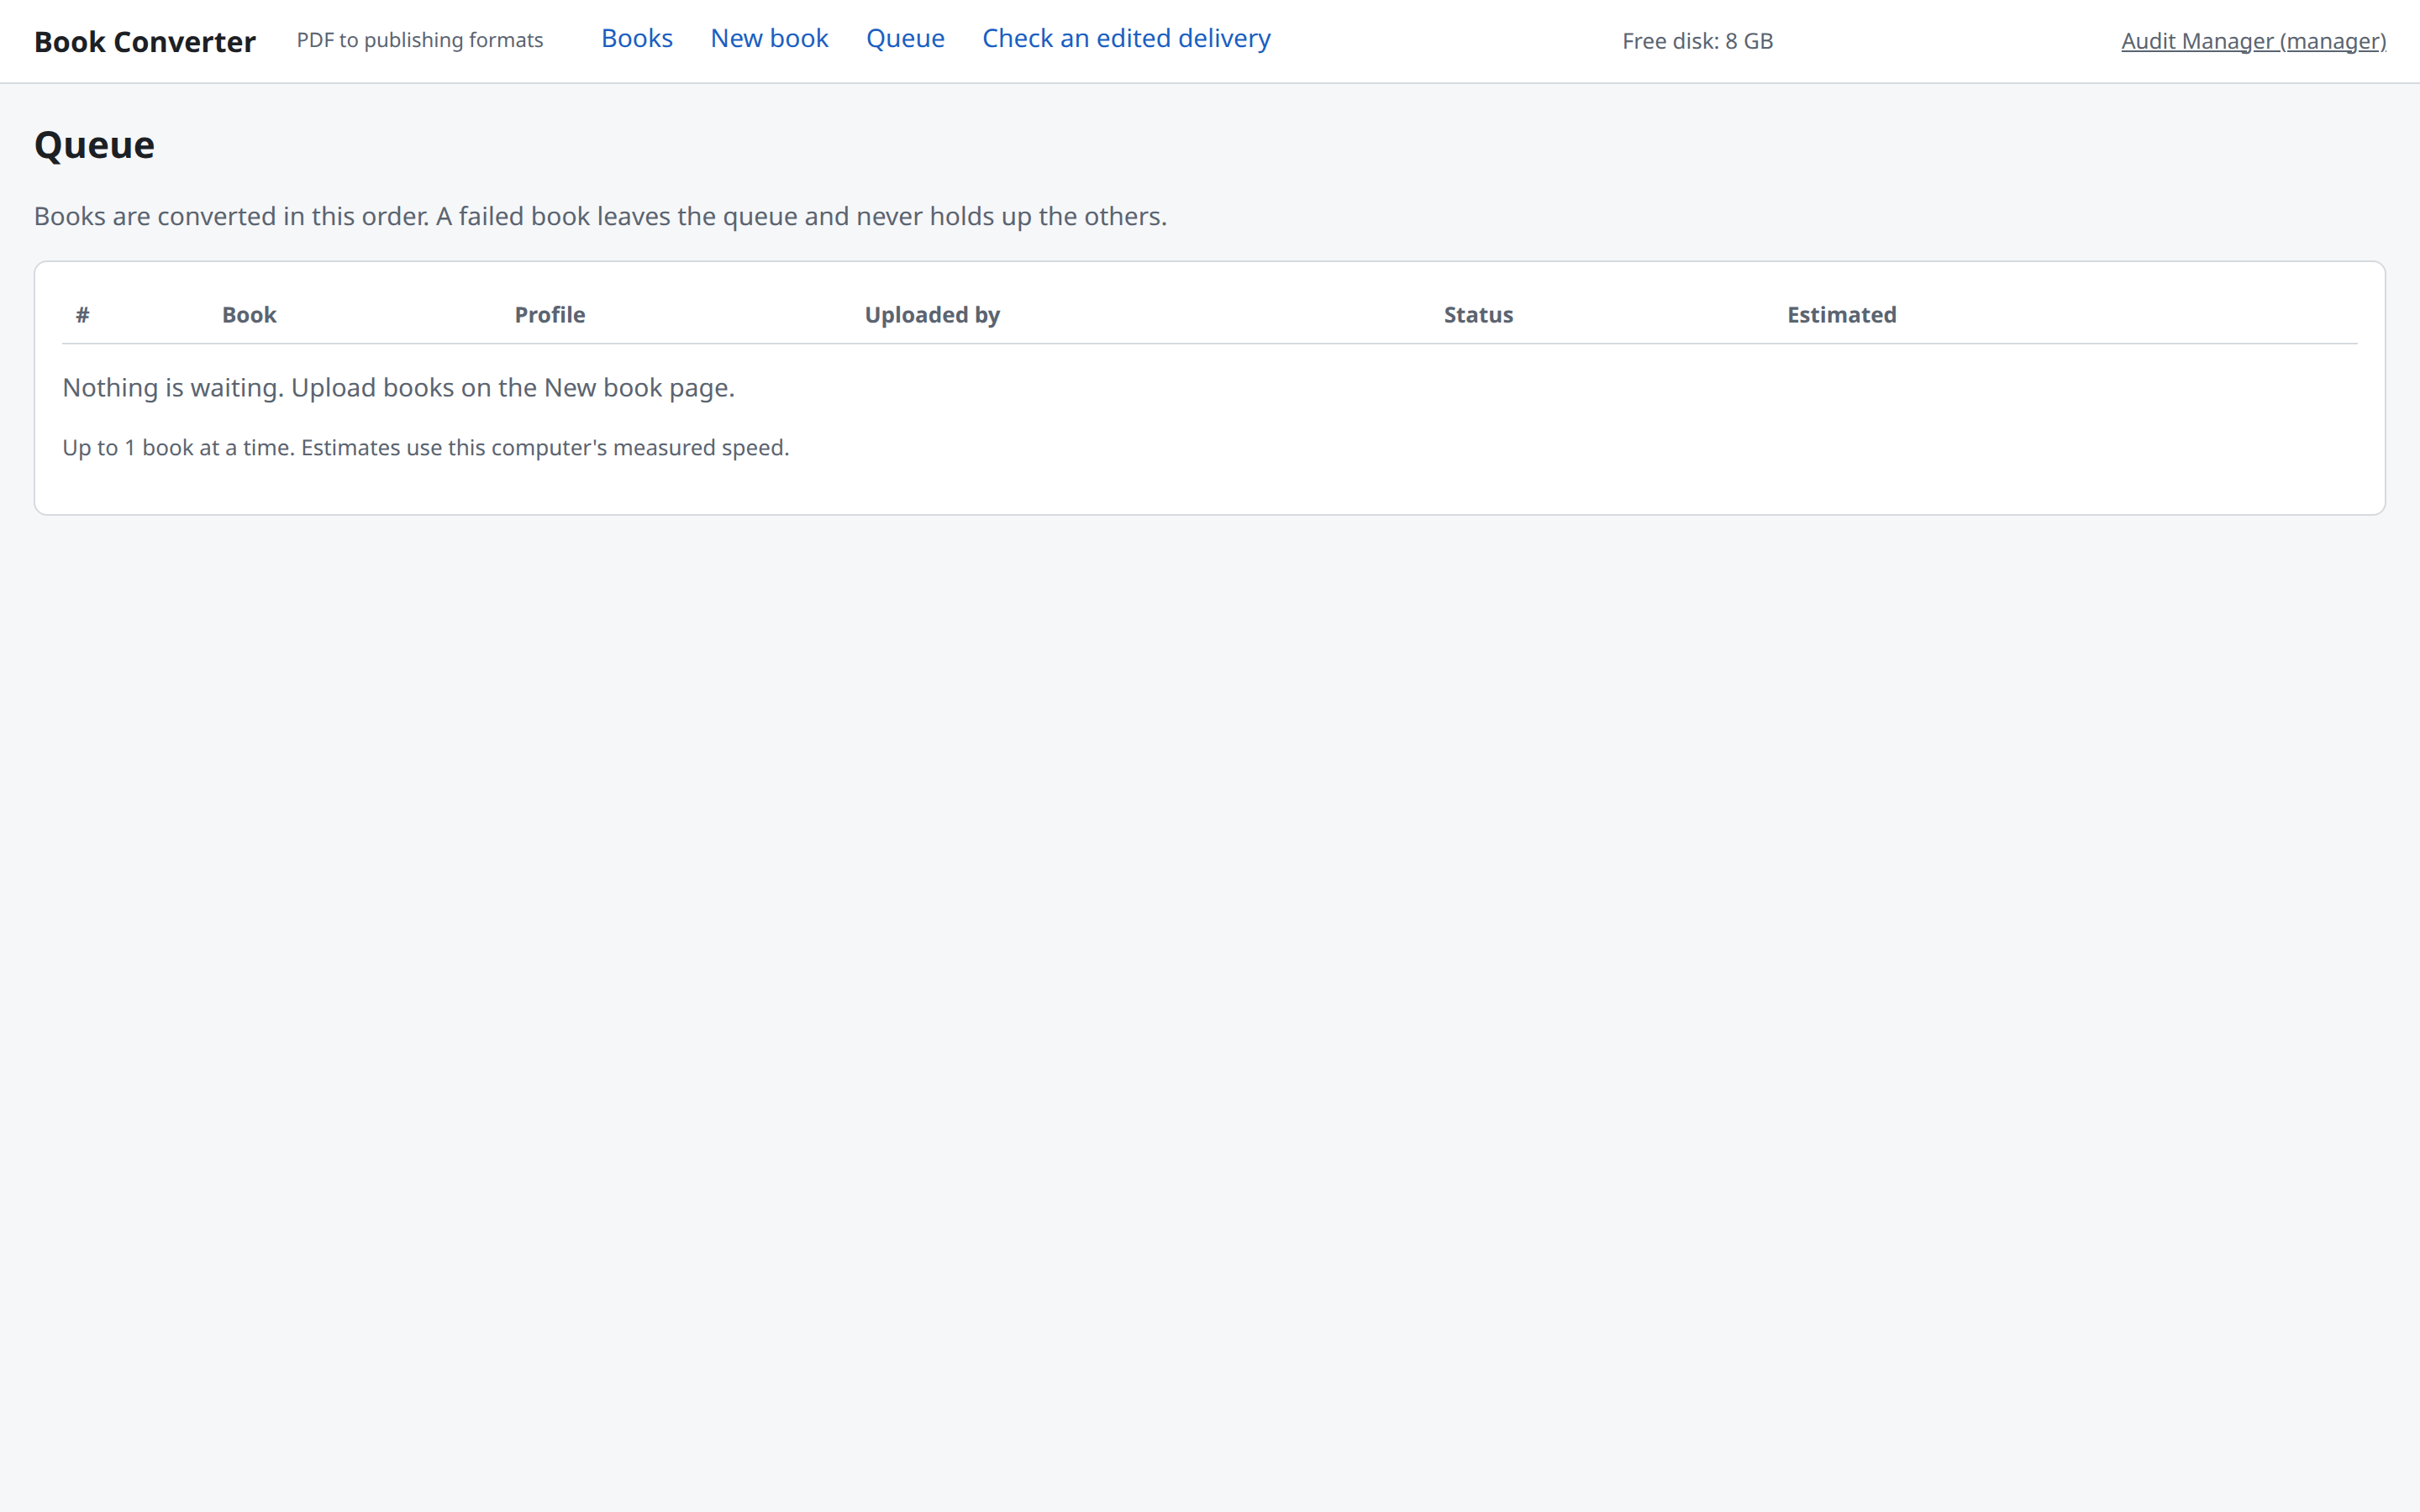 Book Converter PDF to publishing formats Books New book Queue Check an edited delivery Free disk: 8 GB Audit Manager (manager)
Queue
Books are converted in this order. A failed book leaves the queue and never holds up the others.
# Book Profile Uploaded by Status Estimated
Nothing is waiting. Upload books on the New book page.
Up to 1 book at a time. Estimates use this computer's measured speed.